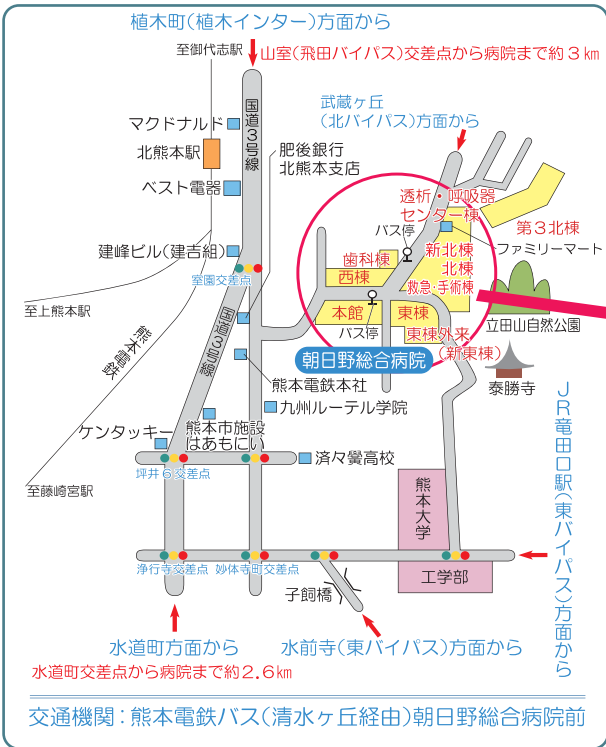 植木町(植木インター)方面から
至御代志駅
山室(飛田バイパス)交差点から病院まで約3km
国道3号線
武蔵ヶ丘
(北バイパス)方面から
マクドナルド
北熊本駅
肥後銀行
北熊本支店
ベスト電器
透析・呼吸器
センター棟
第3北棟
バス停
ファミリーマート
新北棟
北棟
救急・手術棟
建峰ビル(建吉組)
歯科棟
西棟
室園交差点
本館
東棟
バス停
東棟外来
(新東棟)
立田山自然公園
至上熊本駅
熊本電鉄
国道3号線
朝日野総合病院
泰勝寺
熊本電鉄本社
九州ルーテル学院
ケンタッキー
熊本市施設
はあもにい
済々黌高校
坪井6交差点
至藤崎宮駅
熊本大学
工学部
JR竜田口駅(東バイパス)方面から
浄行寺交差点
妙体寺町交差点
子飼橋
水道町方面から
水前寺(東バイパス)方面から
水道町交差点から病院まで約2.6km
交通機関:熊本電鉄バス(清水ヶ丘経由)朝日野総合病院前